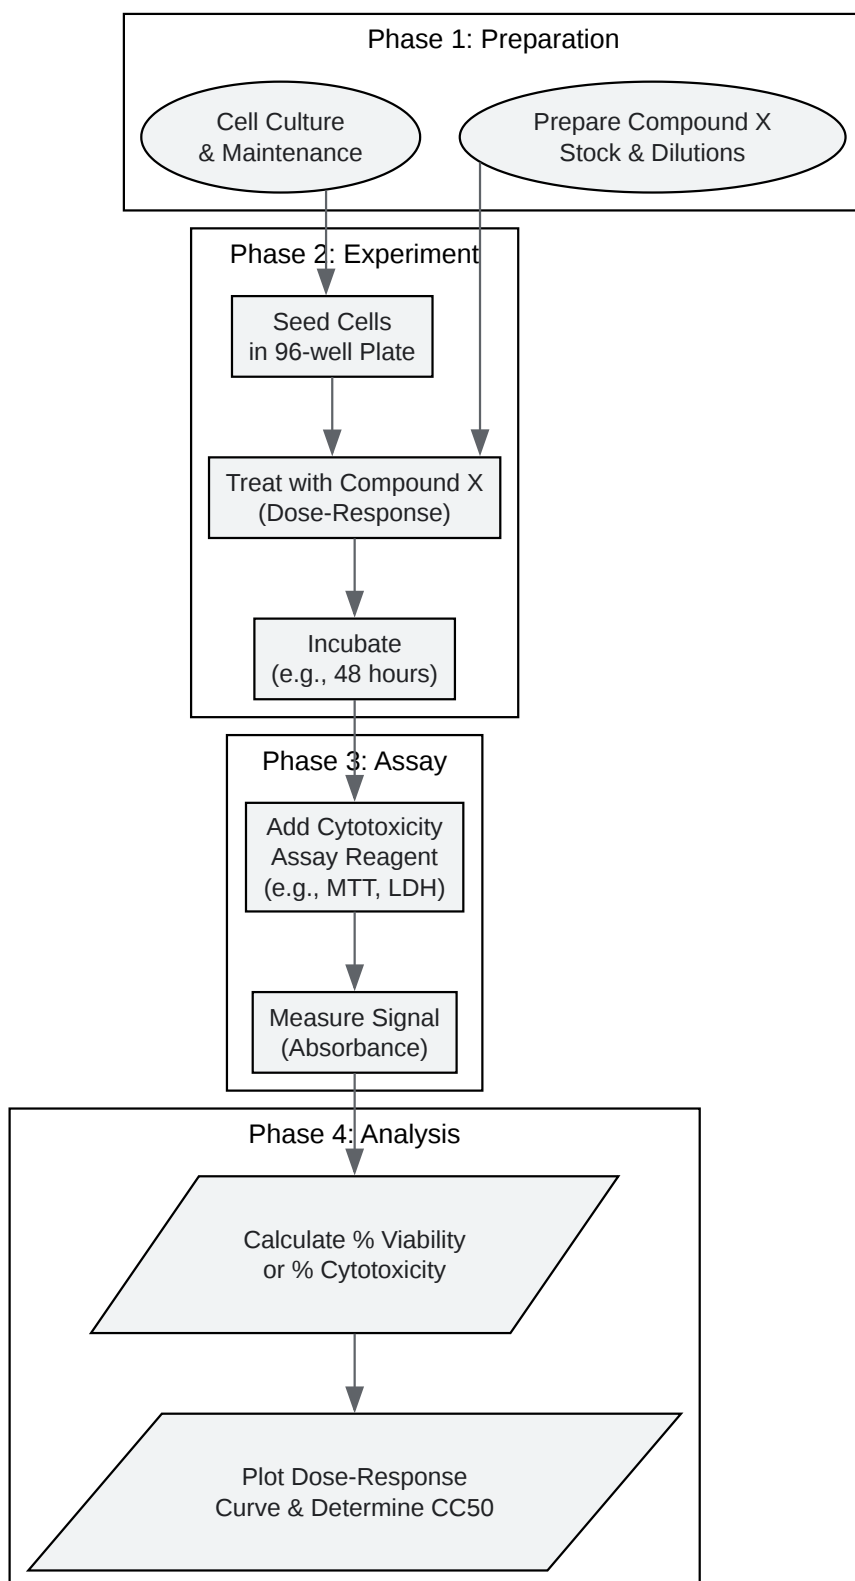 Phase 1: Preparation
Cell Culture
& Maintenance
Prepare Compound X
Stock & Dilutions
Phase 2: Experiment
Seed Cells
in 96-well Plate
Treat with Compound X
(Dose-Response)
Incubate
(e.g., 48 hours)
Phase 3: Assay
Add Cytotoxicity
Assay Reagent
(e.g., MTT, LDH)
Measure Signal
(Absorbance)
Phase 4: Analysis
Calculate % Viability
or % Cytotoxicity
Plot Dose-Response
Curve & Determine CC50